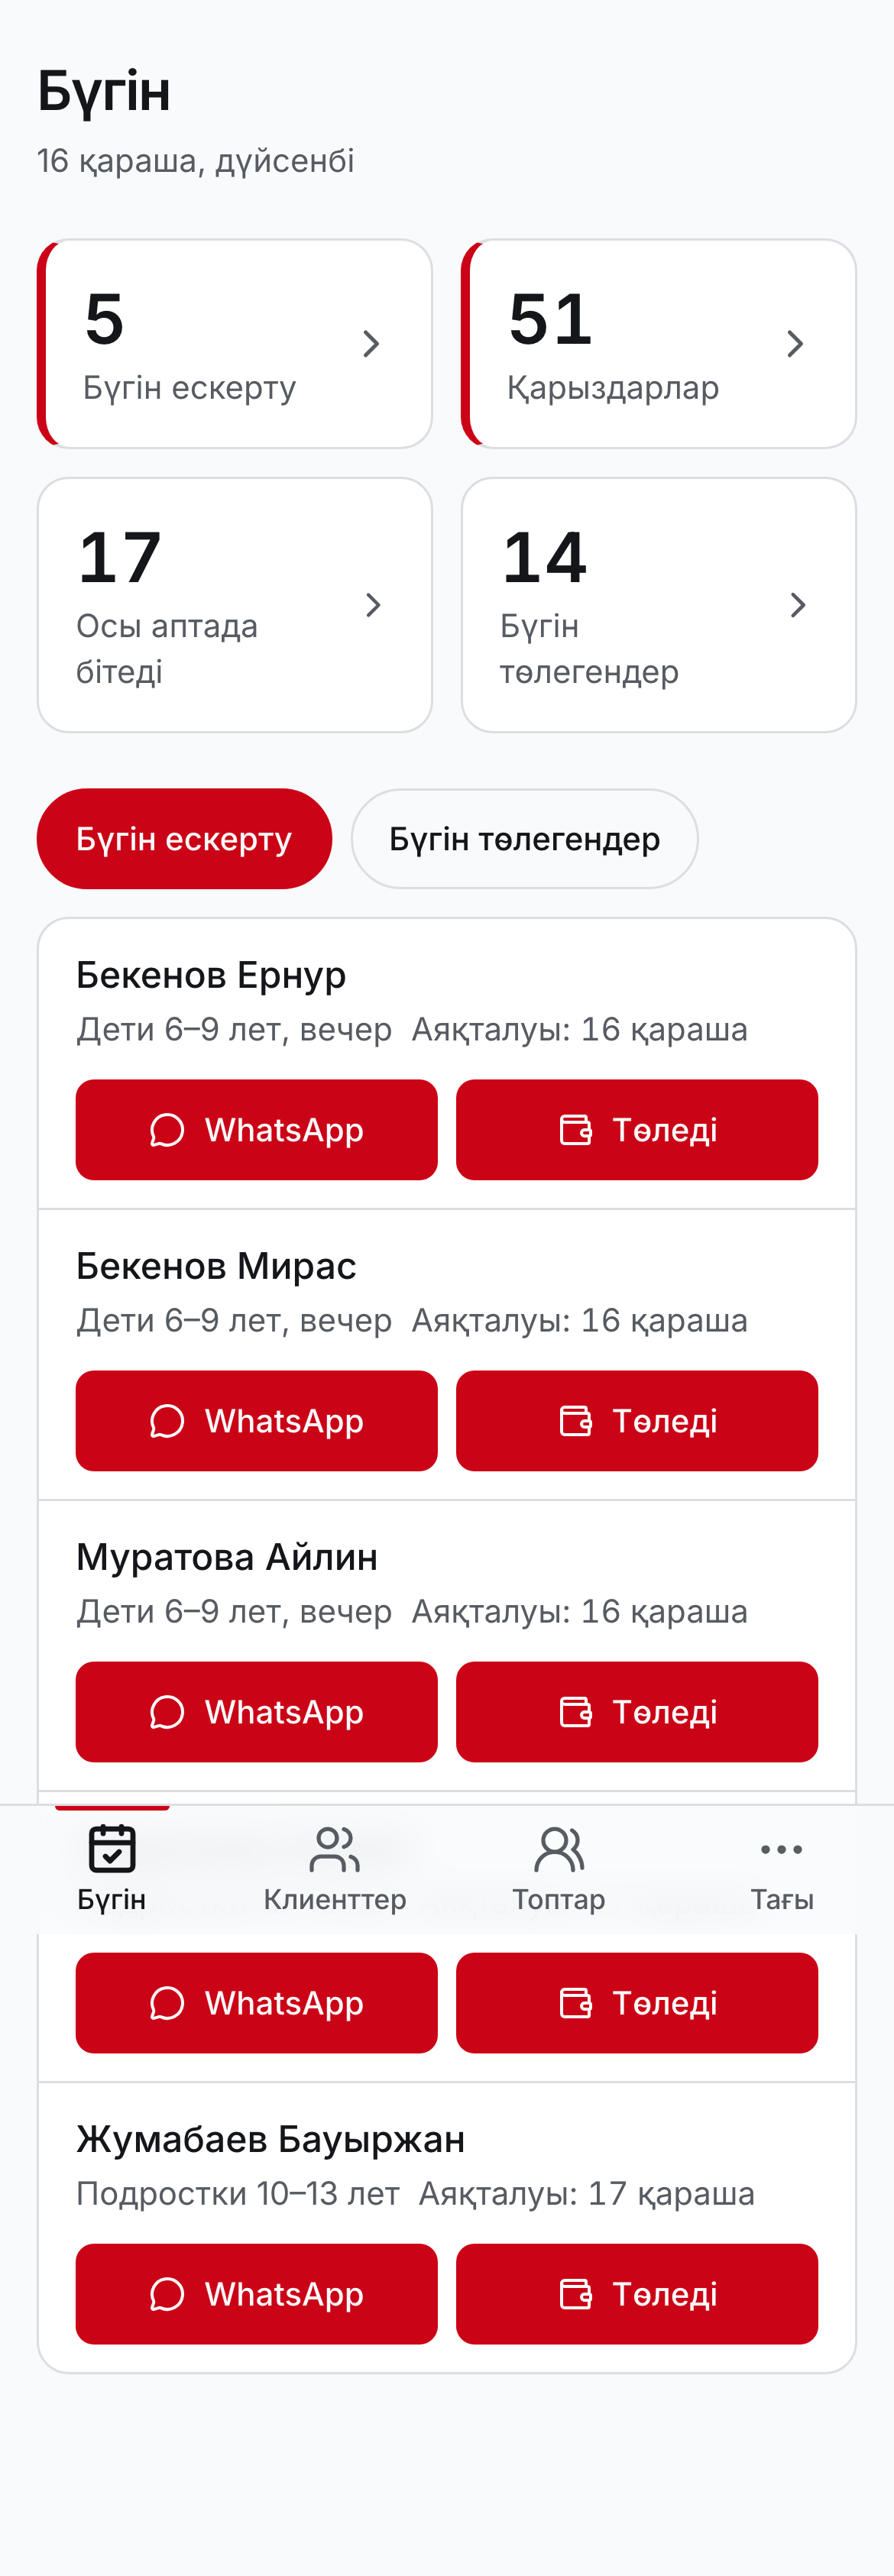 Бүгін
16 қараша, дүйсенбі
5
Бүгін ескерту
51
Қарыздарлар
17
Осы аптада
бітеді
14
Бүгін
төлегендер
Бүгін ескерту
Бүгін төлегендер
Бекенов Ернур
Дети 6–9 лет, вечер Аяқталуы: 16 қараша
WhatsApp
Төледі
Бекенов Мирас
Дети 6–9 лет, вечер Аяқталуы: 16 қараша
WhatsApp
Төледі
Муратова Айлин
Дети 6–9 лет, вечер Аяқталуы: 16 қараша
WhatsApp
Төледі
Бүгін
Клиенттер
Топтар
Тағы
WhatsApp
Төледі
Жумабаев Бауыржан
Подростки 10–13 лет Аяқталуы: 17 қараша
WhatsApp
Төледі